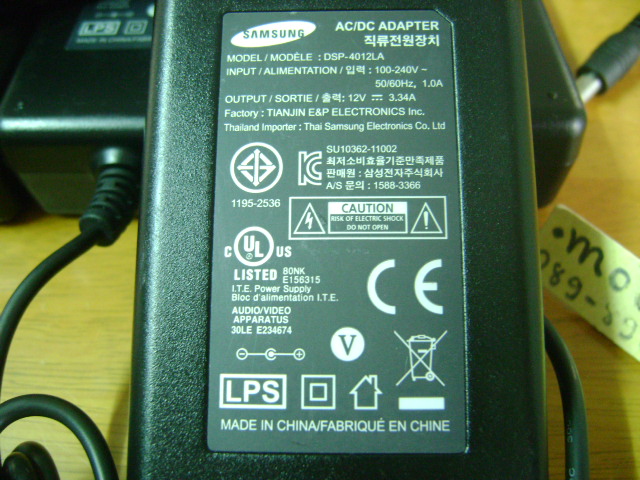 SAMSUNG
AC/DC ADAPTER
직류전원장치
MODEL / MODÈLE : DSP-4012LA
INPUT / ALIMENTATION / 입력 : 100-240V ~
50/60Hz, 1.0A
OUTPUT / SORTIE / 출력: 12V ⎓ 3.34A
Factory : TIANJIN E&P ELECTRONICS Inc.
Thailand Importer : Thai Samsung Electronics Co. Ltd
SU10362-11002
최저소비효율기준만족제품
판매원 : 삼성전자주식회사
A/S 문의 : 1588-3366
1195-2536
CAUTION
RISK OF ELECTRIC SHOCK
DO NOT OPEN
C UL US
LISTED 80NK
E156315
I.T.E. Power Supply
Bloc d'alimentation I.T.E.
AUDIO/VIDEO
APPARATUS
30LE E234674
CE
V
LPS
MADE IN CHINA/FABRIQUÉ EN CHINE
LPS
MADE IN CHINA/FABR